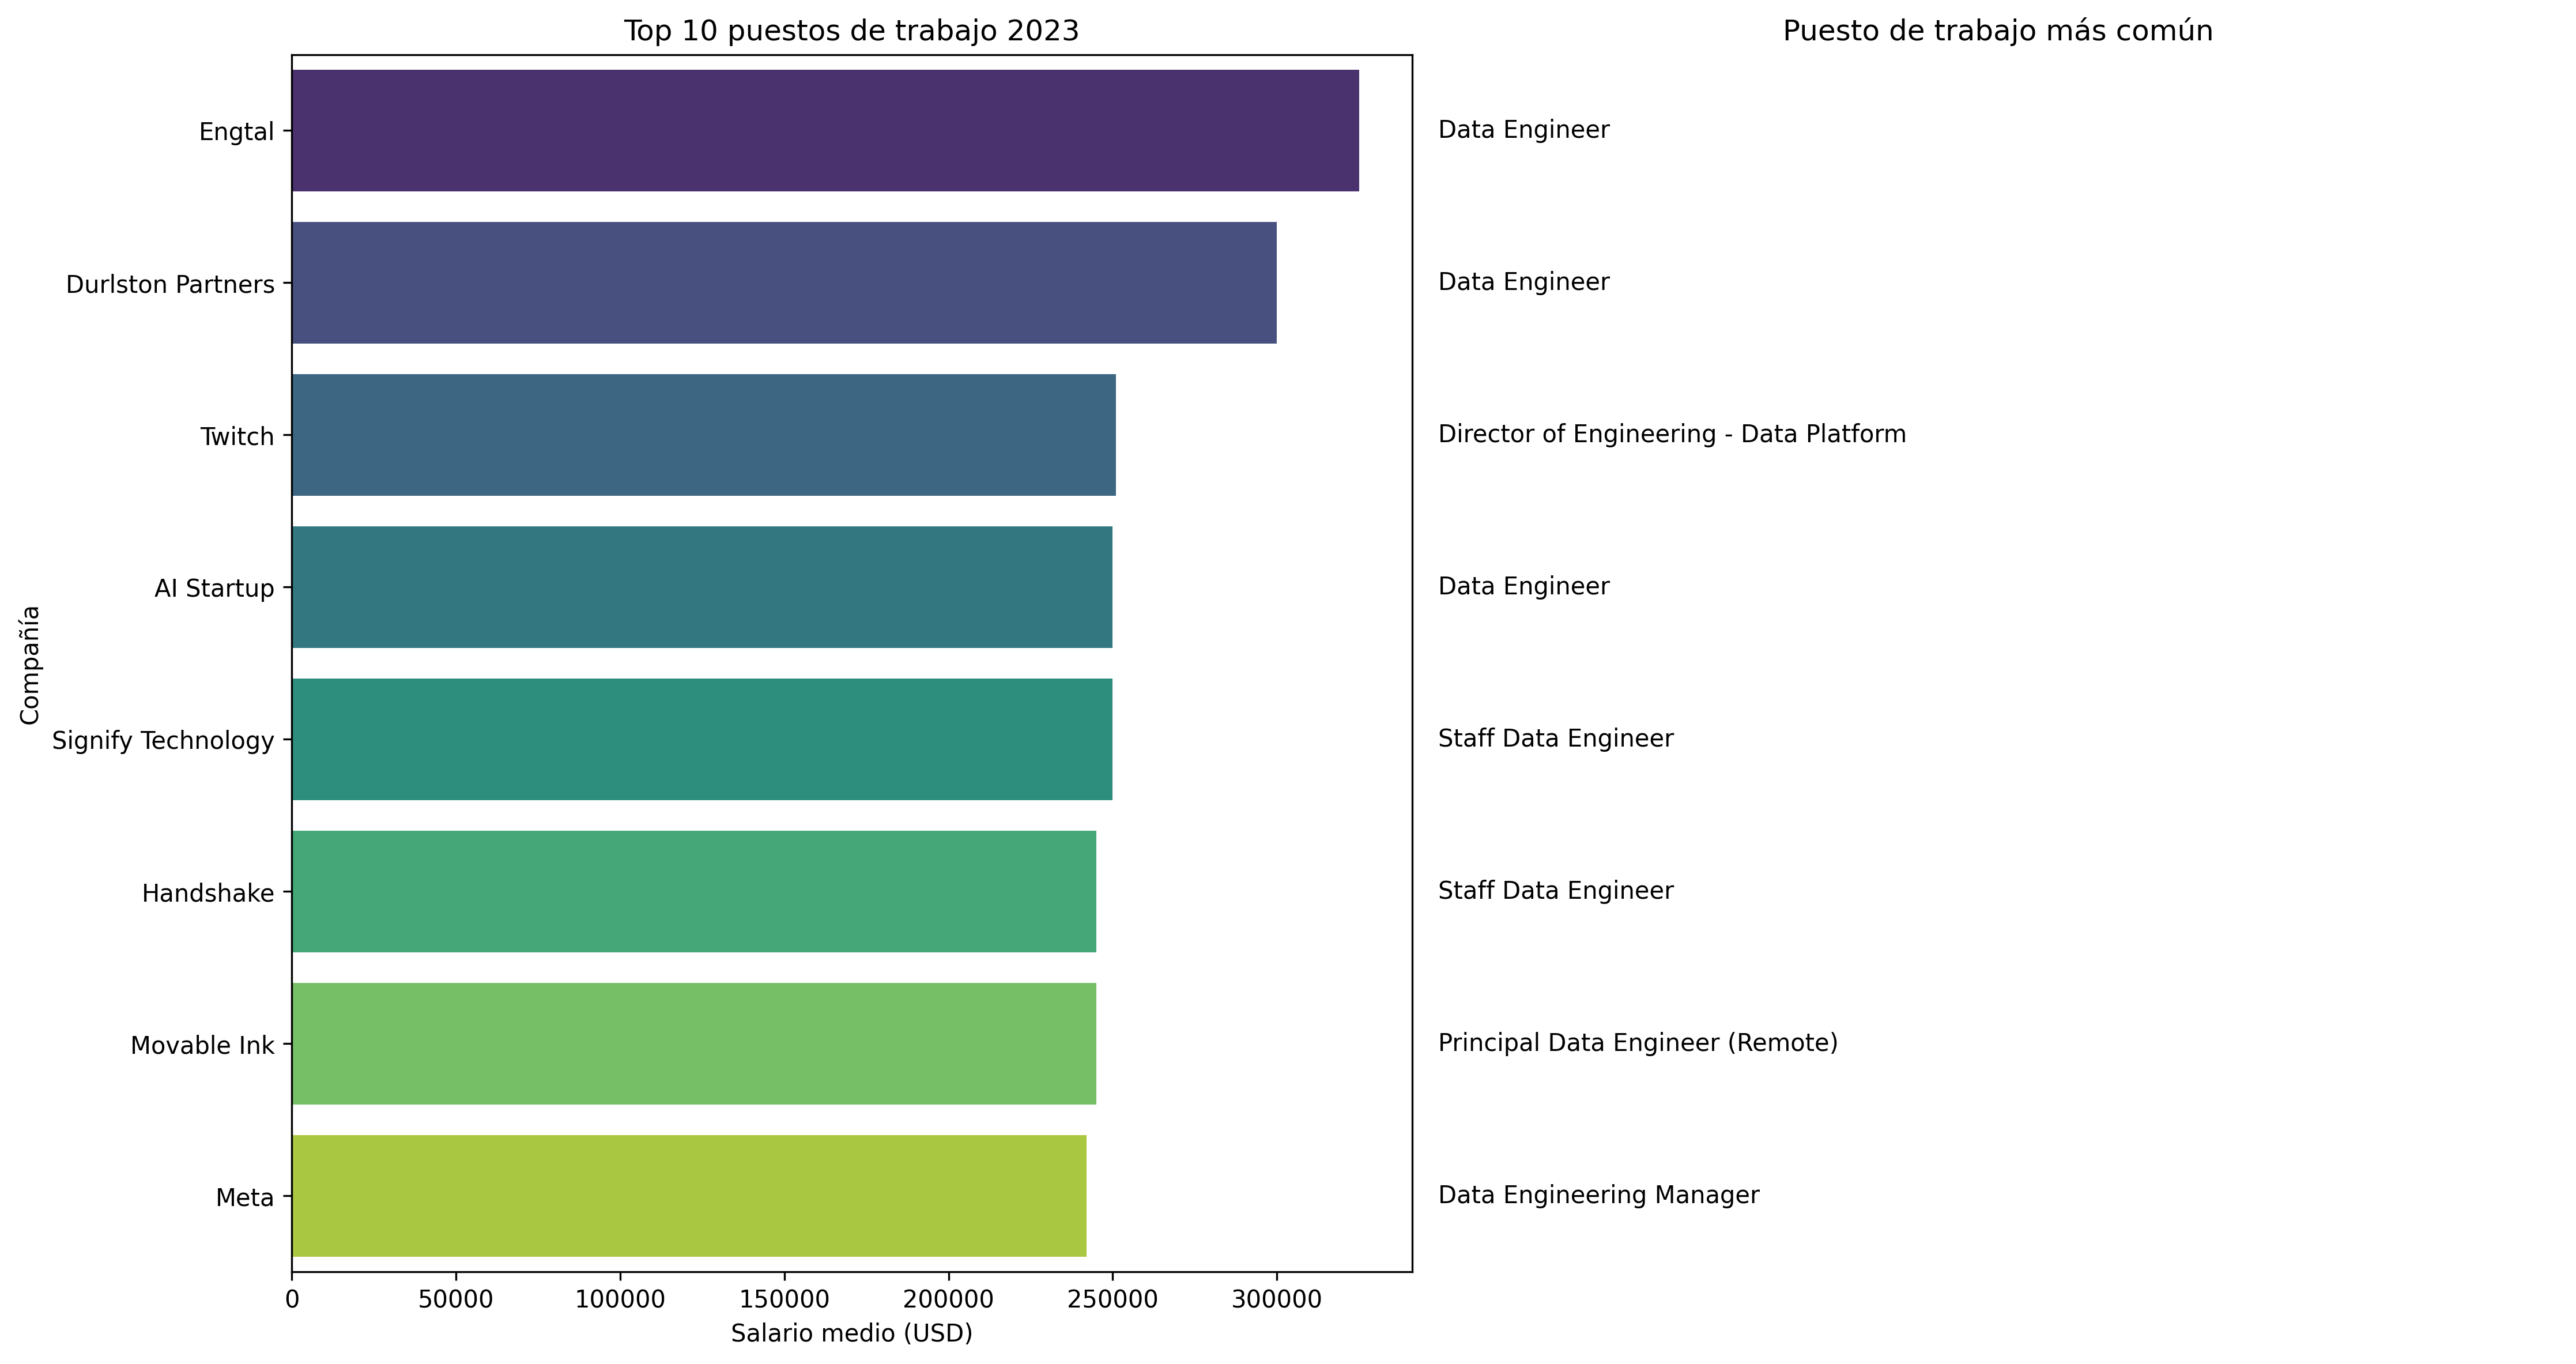 Top 10 puestos de trabajo 2023
Puesto de trabajo más común
Compañía
Engtal
Data Engineer
Durlston Partners
Data Engineer
Twitch
Director of Engineering - Data Platform
AI Startup
Data Engineer
Signify Technology
Staff Data Engineer
Handshake
Staff Data Engineer
Movable Ink
Principal Data Engineer (Remote)
Meta
Data Engineering Manager
0 50000 100000 150000 200000 250000 300000
Salario medio (USD)